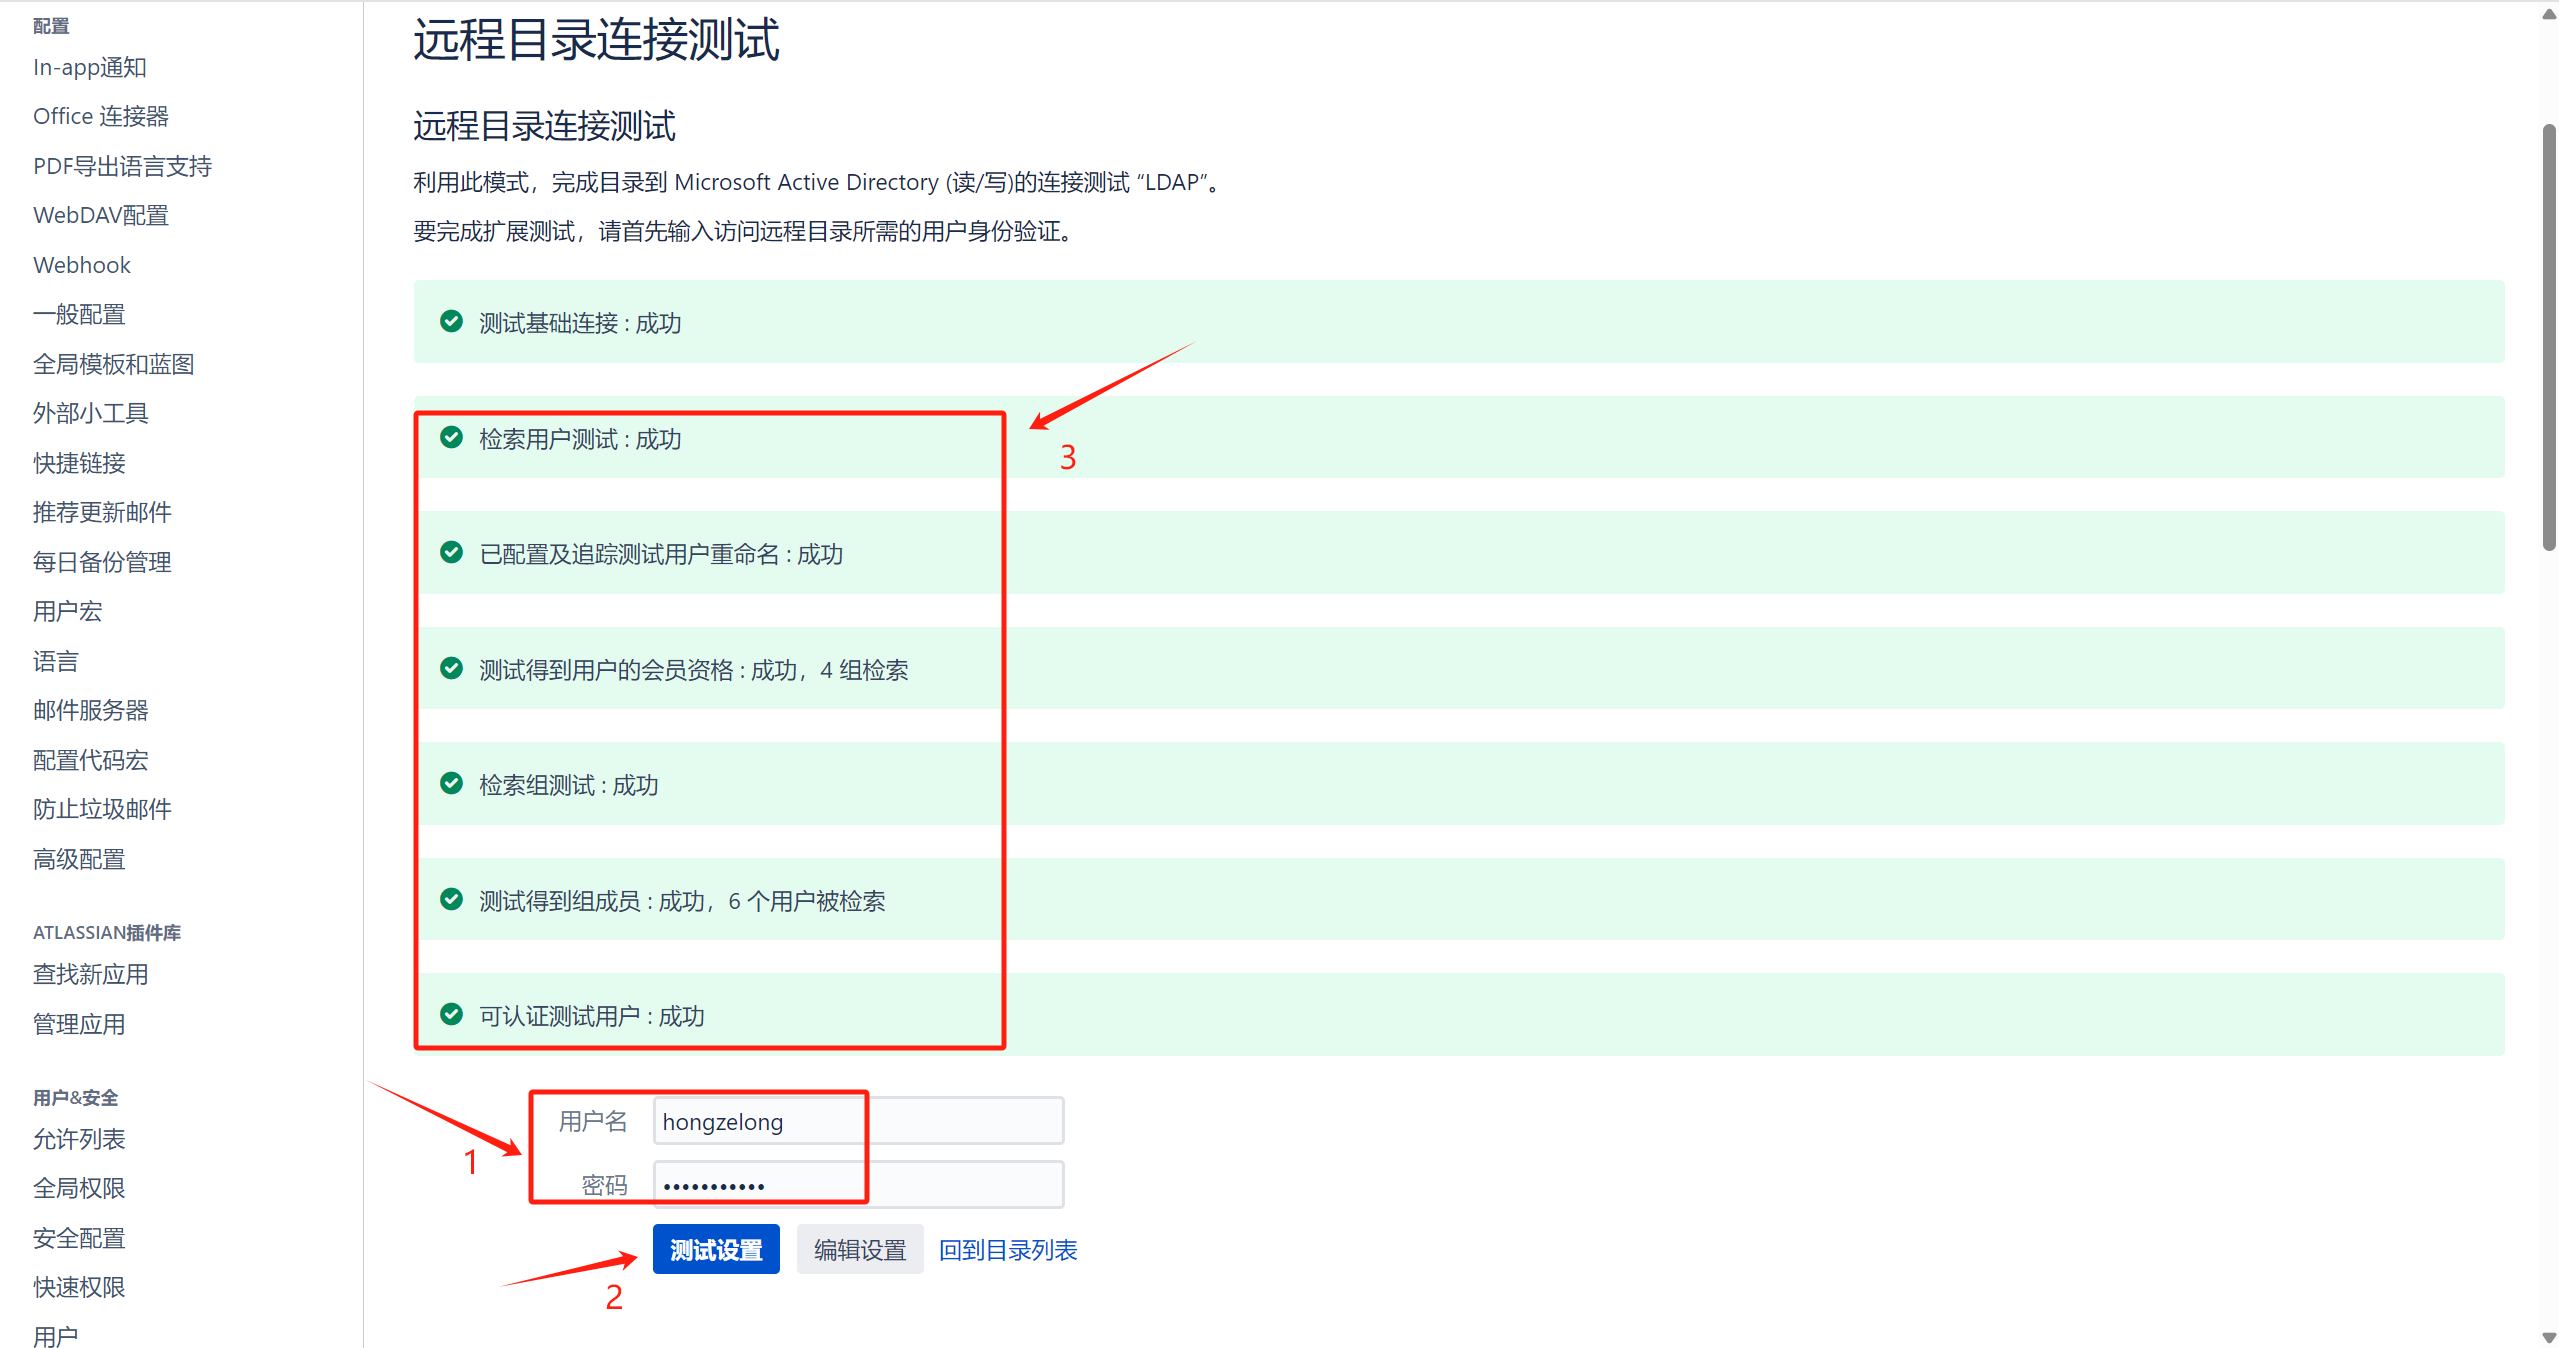 配置
In-app通知
Office 连接器
PDF导出语言支持
WebDAV配置
Webhook
一般配置
全局模板和蓝图
外部小工具
快捷链接
推荐更新邮件
每日备份管理
用户宏
语言
邮件服务器
配置代码宏
防止垃圾邮件
高级配置
ATLASSIAN插件库
查找新应用
管理应用
用户&安全
允许列表
全局权限
安全配置
快速权限
用户
远程目录连接测试
远程目录连接测试
利用此模式，完成目录到 Microsoft Active Directory (读/写)的连接测试 “LDAP”。
要完成扩展测试，请首先输入访问远程目录所需的用户身份验证。
测试基础连接 : 成功
检索用户测试 : 成功
3
已配置及追踪测试用户重命名 : 成功
测试得到用户的会员资格 : 成功，4 组检索
检索组测试 : 成功
测试得到组成员 : 成功，6 个用户被检索
可认证测试用户 : 成功
用户名 hongzelong
1
密码 •••••••••••
测试设置 编辑设置 回到目录列表
2